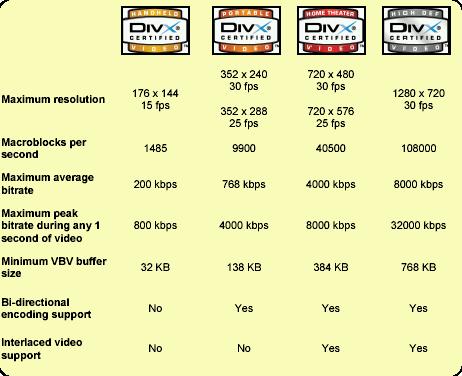 HANDHELD PORTABLE HOME THEATER HIGH DEF
DIVX DIVX DIVX DIVX
CERTIFIED CERTIFIED CERTIFIED CERTIFIED
VIDEO VIDEO VIDEO VIDEO
Maximum resolution
176 x 144
15 fps
352 x 240
30 fps
352 x 288
25 fps
720 x 480
30 fps
720 x 576
25 fps
1280 x 720
30 fps
Macroblocks per
second
1485 9900 40500 108000
Maximum average
bitrate
200 kbps 768 kbps 4000 kbps 8000 kbps
Maximum peak
bitrate during any 1
second of video
800 kbps 4000 kbps 8000 kbps 32000 kbps
Minimum VBV buffer
size
32 KB 138 KB 384 KB 768 KB
Bi-directional
encoding support
No Yes Yes Yes
Interlaced video
support
No No Yes Yes